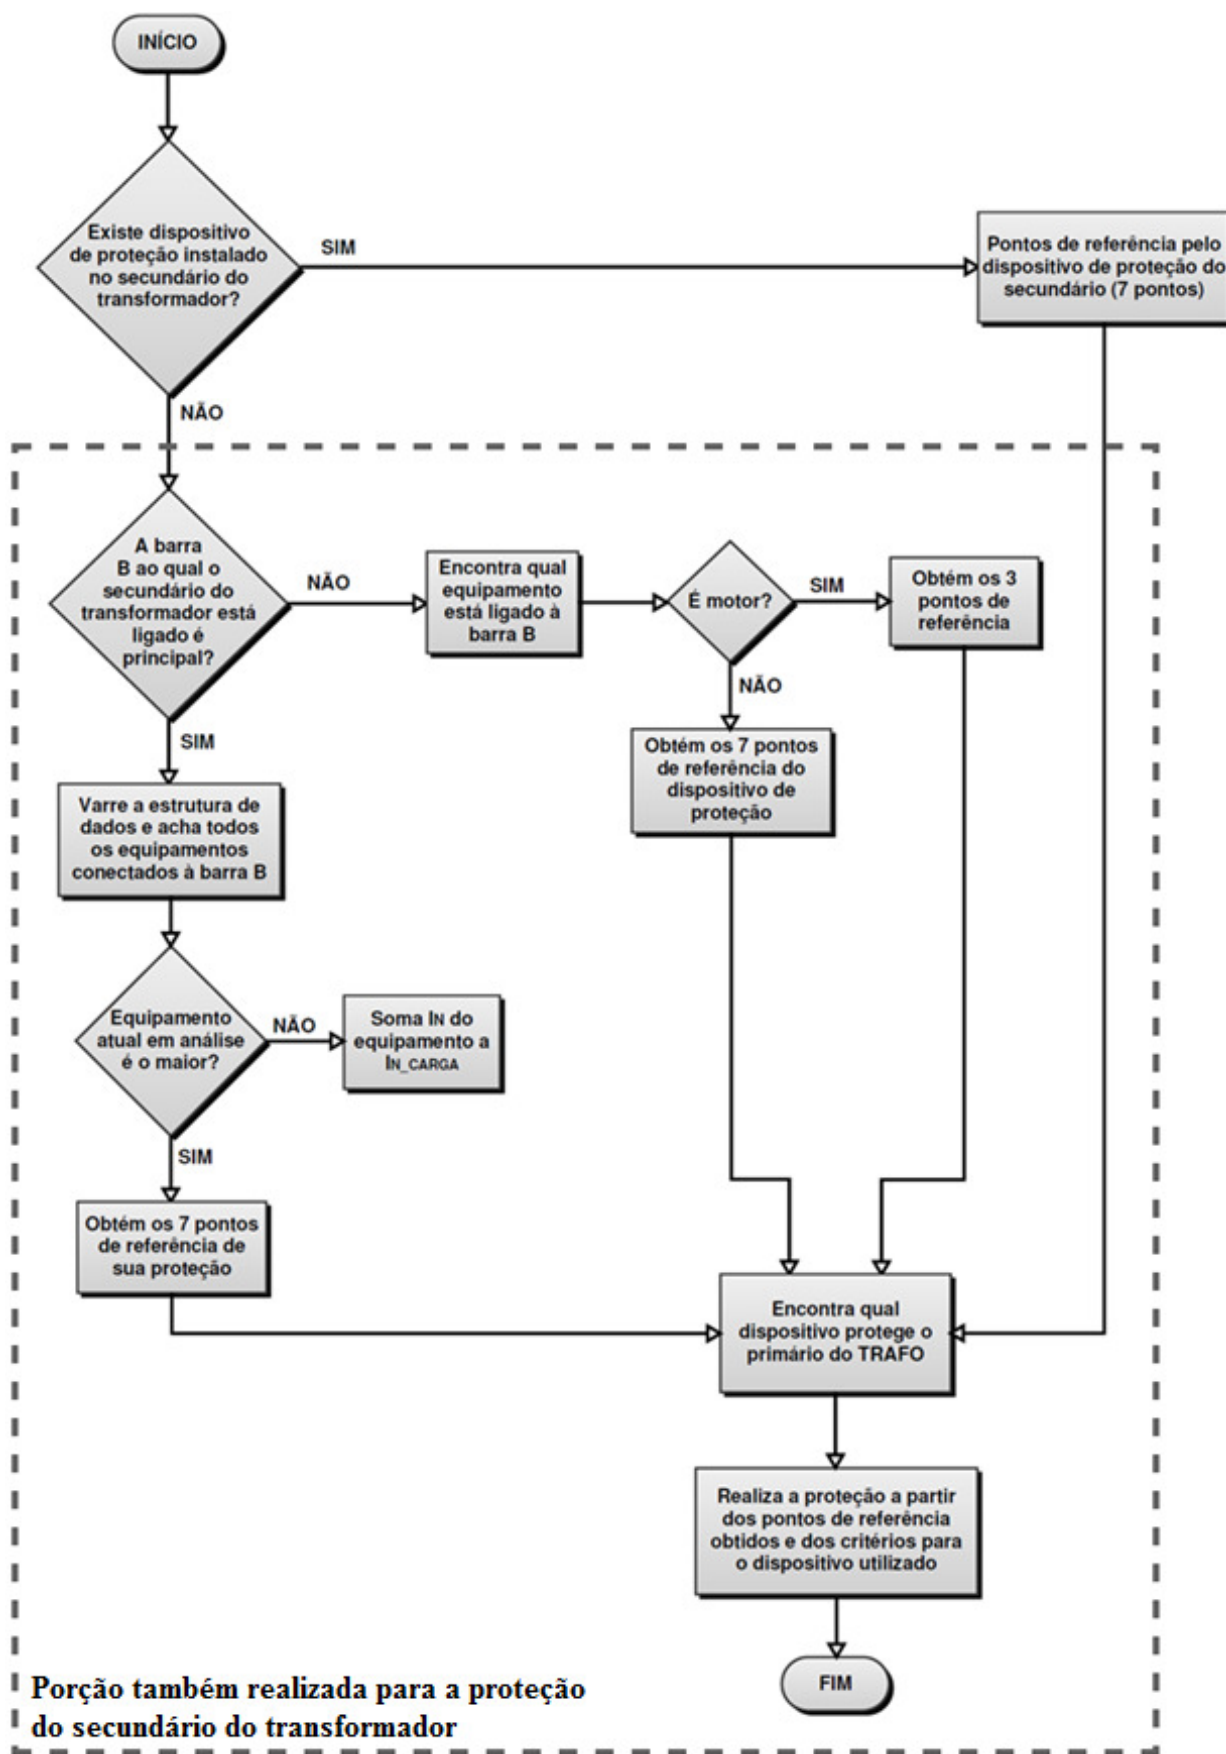 INÍCIO
Existe dispositivo
de proteção instalado
no secundário do
transformador?
SIM
Pontos de referência pelo
dispositivo de proteção do
secundário (7 pontos)
NÃO
A barra
B ao qual o
secundário do
transformador está
ligado é
principal?
NÃO
Encontra qual
equipamento
está ligado à
barra B
É motor?
SIM
Obtém os 3
pontos de
referência
NÃO
Obtém os 7 pontos
de referência do
dispositivo de
proteção
SIM
Varre a estrutura de
dados e acha todos
os equipamentos
conectados à barra B
Equipamento
atual em análise
é o maior?
NÃO
Soma IN do
equipamento a
IN_CARGA
SIM
Obtém os 7 pontos
de referência de
sua proteção
Encontra qual
dispositivo protege o
primário do TRAFO
Realiza a proteção a partir
dos pontos de referência
obtidos e dos critérios para
o dispositivo utilizado
FIM
Porção também realizada para a proteção
do secundário do transformador